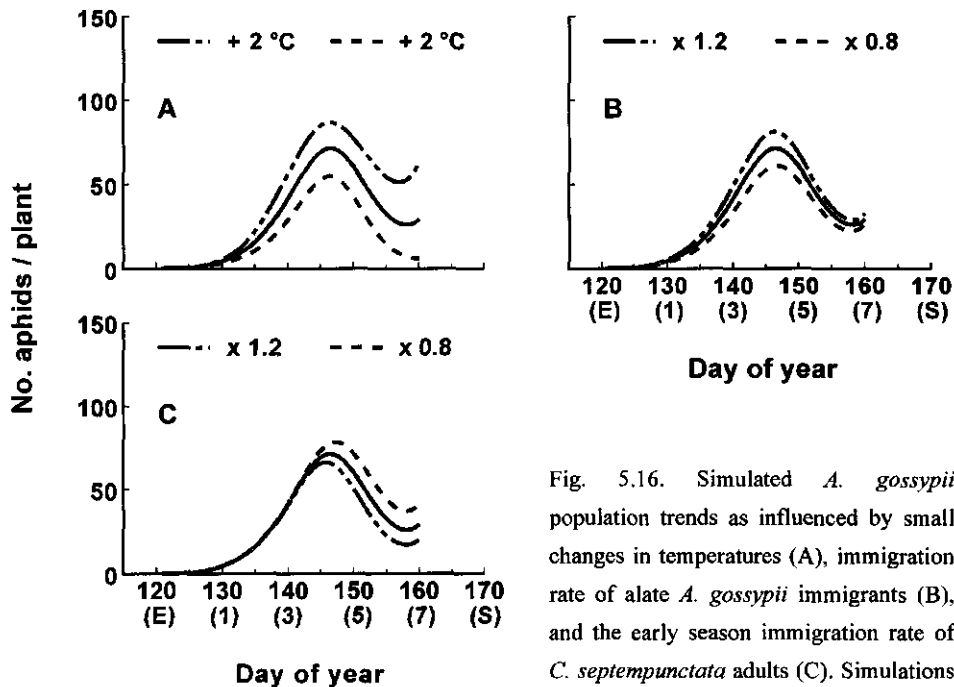 No. aphids / plant
150
100
50
0
+ 2 °C + 2 °C
A
x 1.2 x 0.8
B
120 130 140 150 160 170
(E) (1) (3) (5) (7) (S)
Day of year
150
100
50
0
x 1.2 x 0.8
C
120 130 140 150 160 170
(E) (1) (3) (5) (7) (S)
Day of year
Fig. 5.16. Simulated A. gossypii
population trends as influenced by small
changes in temperatures (A), immigration
rate of alate A. gossypii immigrants (B),
and the early season immigration rate of
C. septempunctata adults (C). Simulations